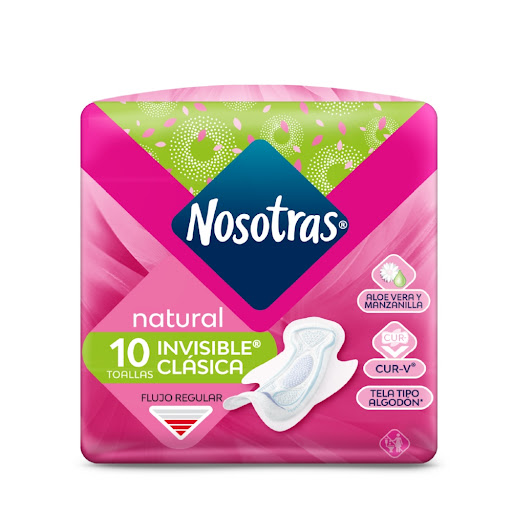 Nosotras®
natural
10
TOALLAS
INVISIBLE®
CLÁSICA
FLUJO REGULAR
ALOE VERA Y
MANZANILLA
CUR-
CUR-V®
TELA TIPO
ALGODÓN*